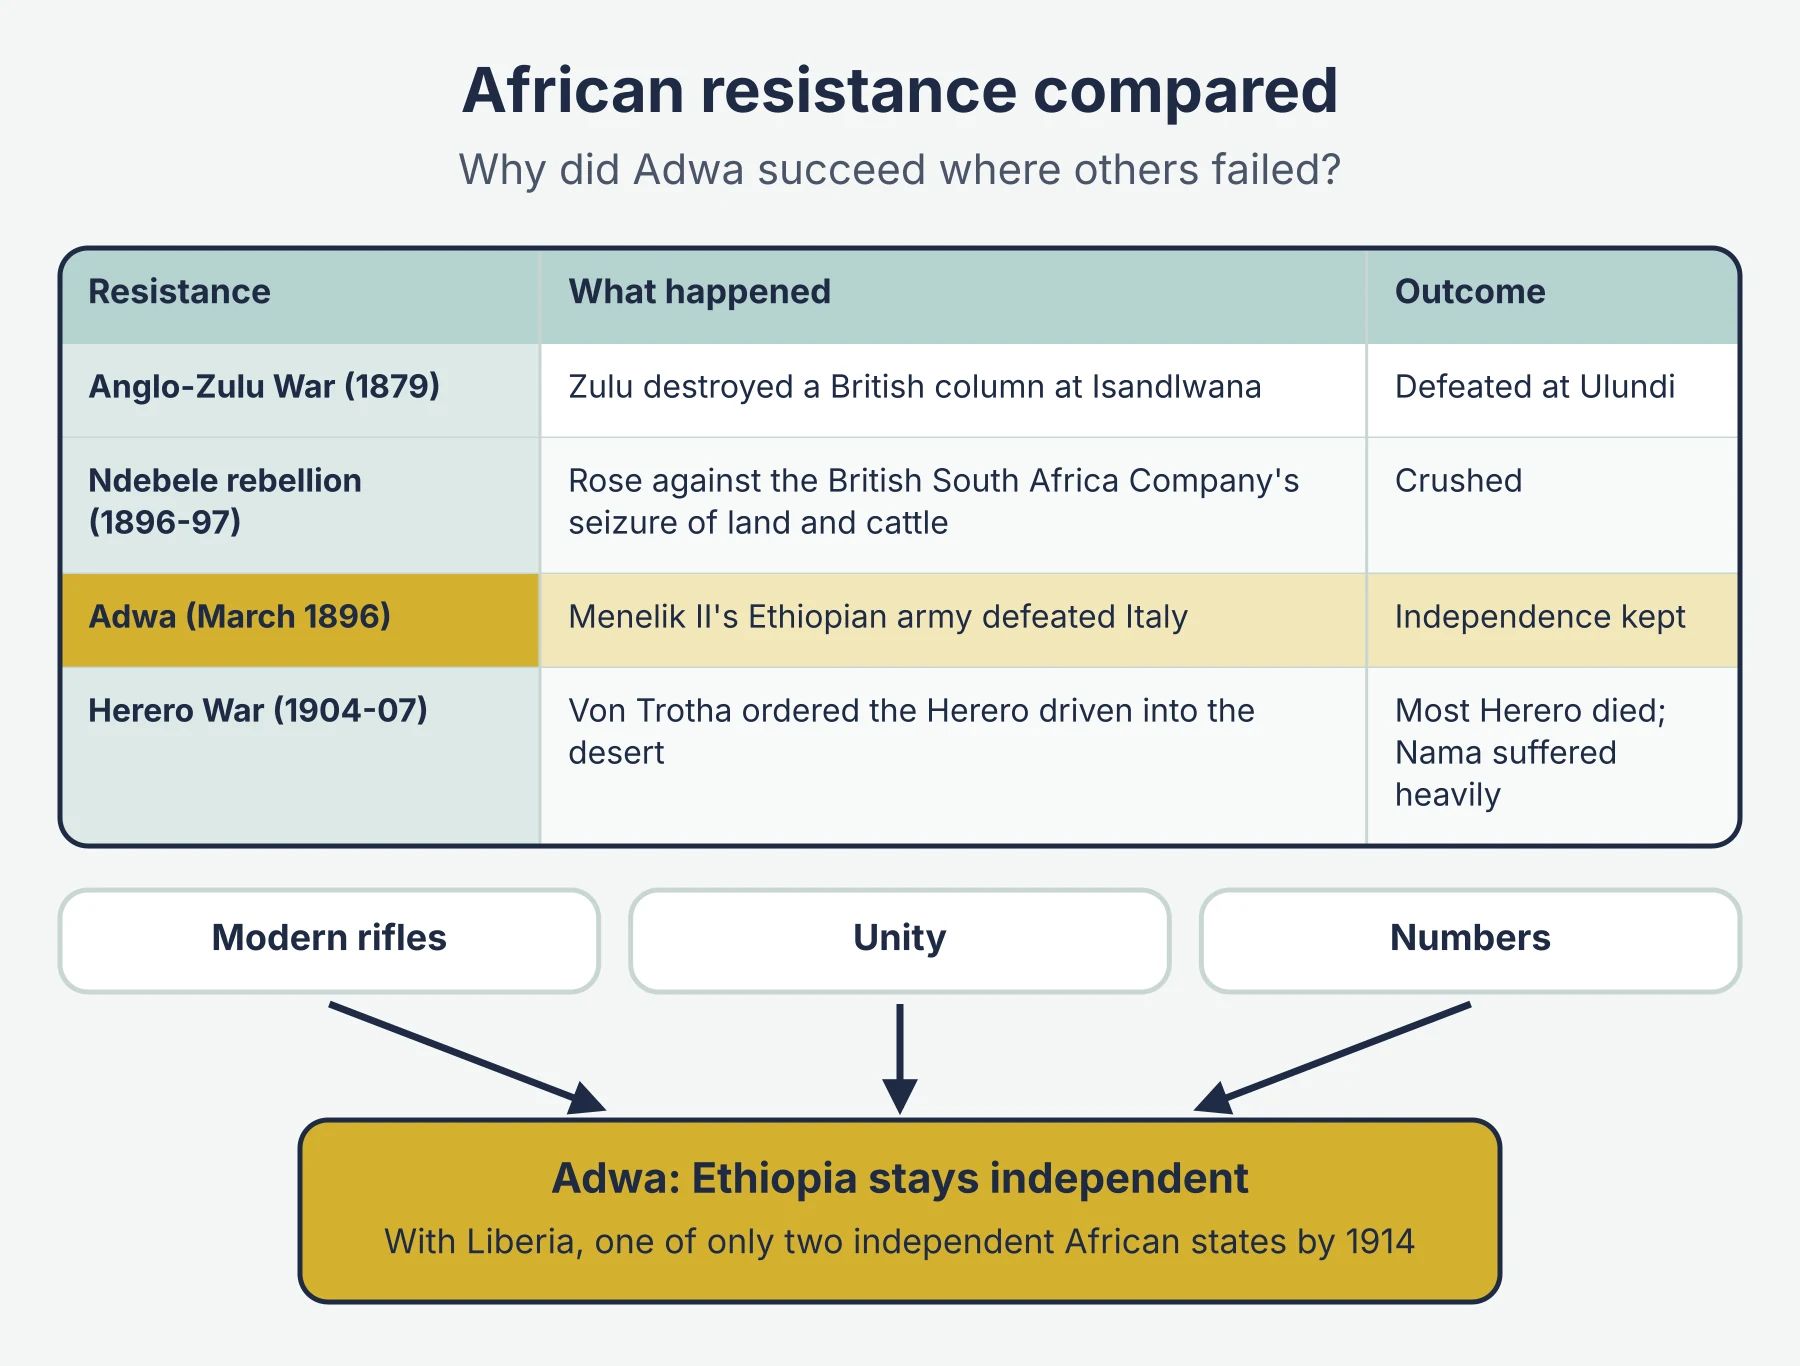 African resistance compared
Why did Adwa succeed where others failed?
Resistance
What happened
Outcome
Anglo-Zulu War (1879)
Zulu destroyed a British column at Isandlwana
Defeated at Ulundi
Ndebele rebellion
(1896-97)
Rose against the British South Africa Company's
seizure of land and cattle
Crushed
Adwa (March 1896)
Menelik II's Ethiopian army defeated Italy
Independence kept
Herero War (1904-07)
Von Trotha ordered the Herero driven into the
desert
Most Herero died;
Nama suffered
heavily
Modern rifles
Unity
Numbers
Adwa: Ethiopia stays independent
With Liberia, one of only two independent African states by 1914